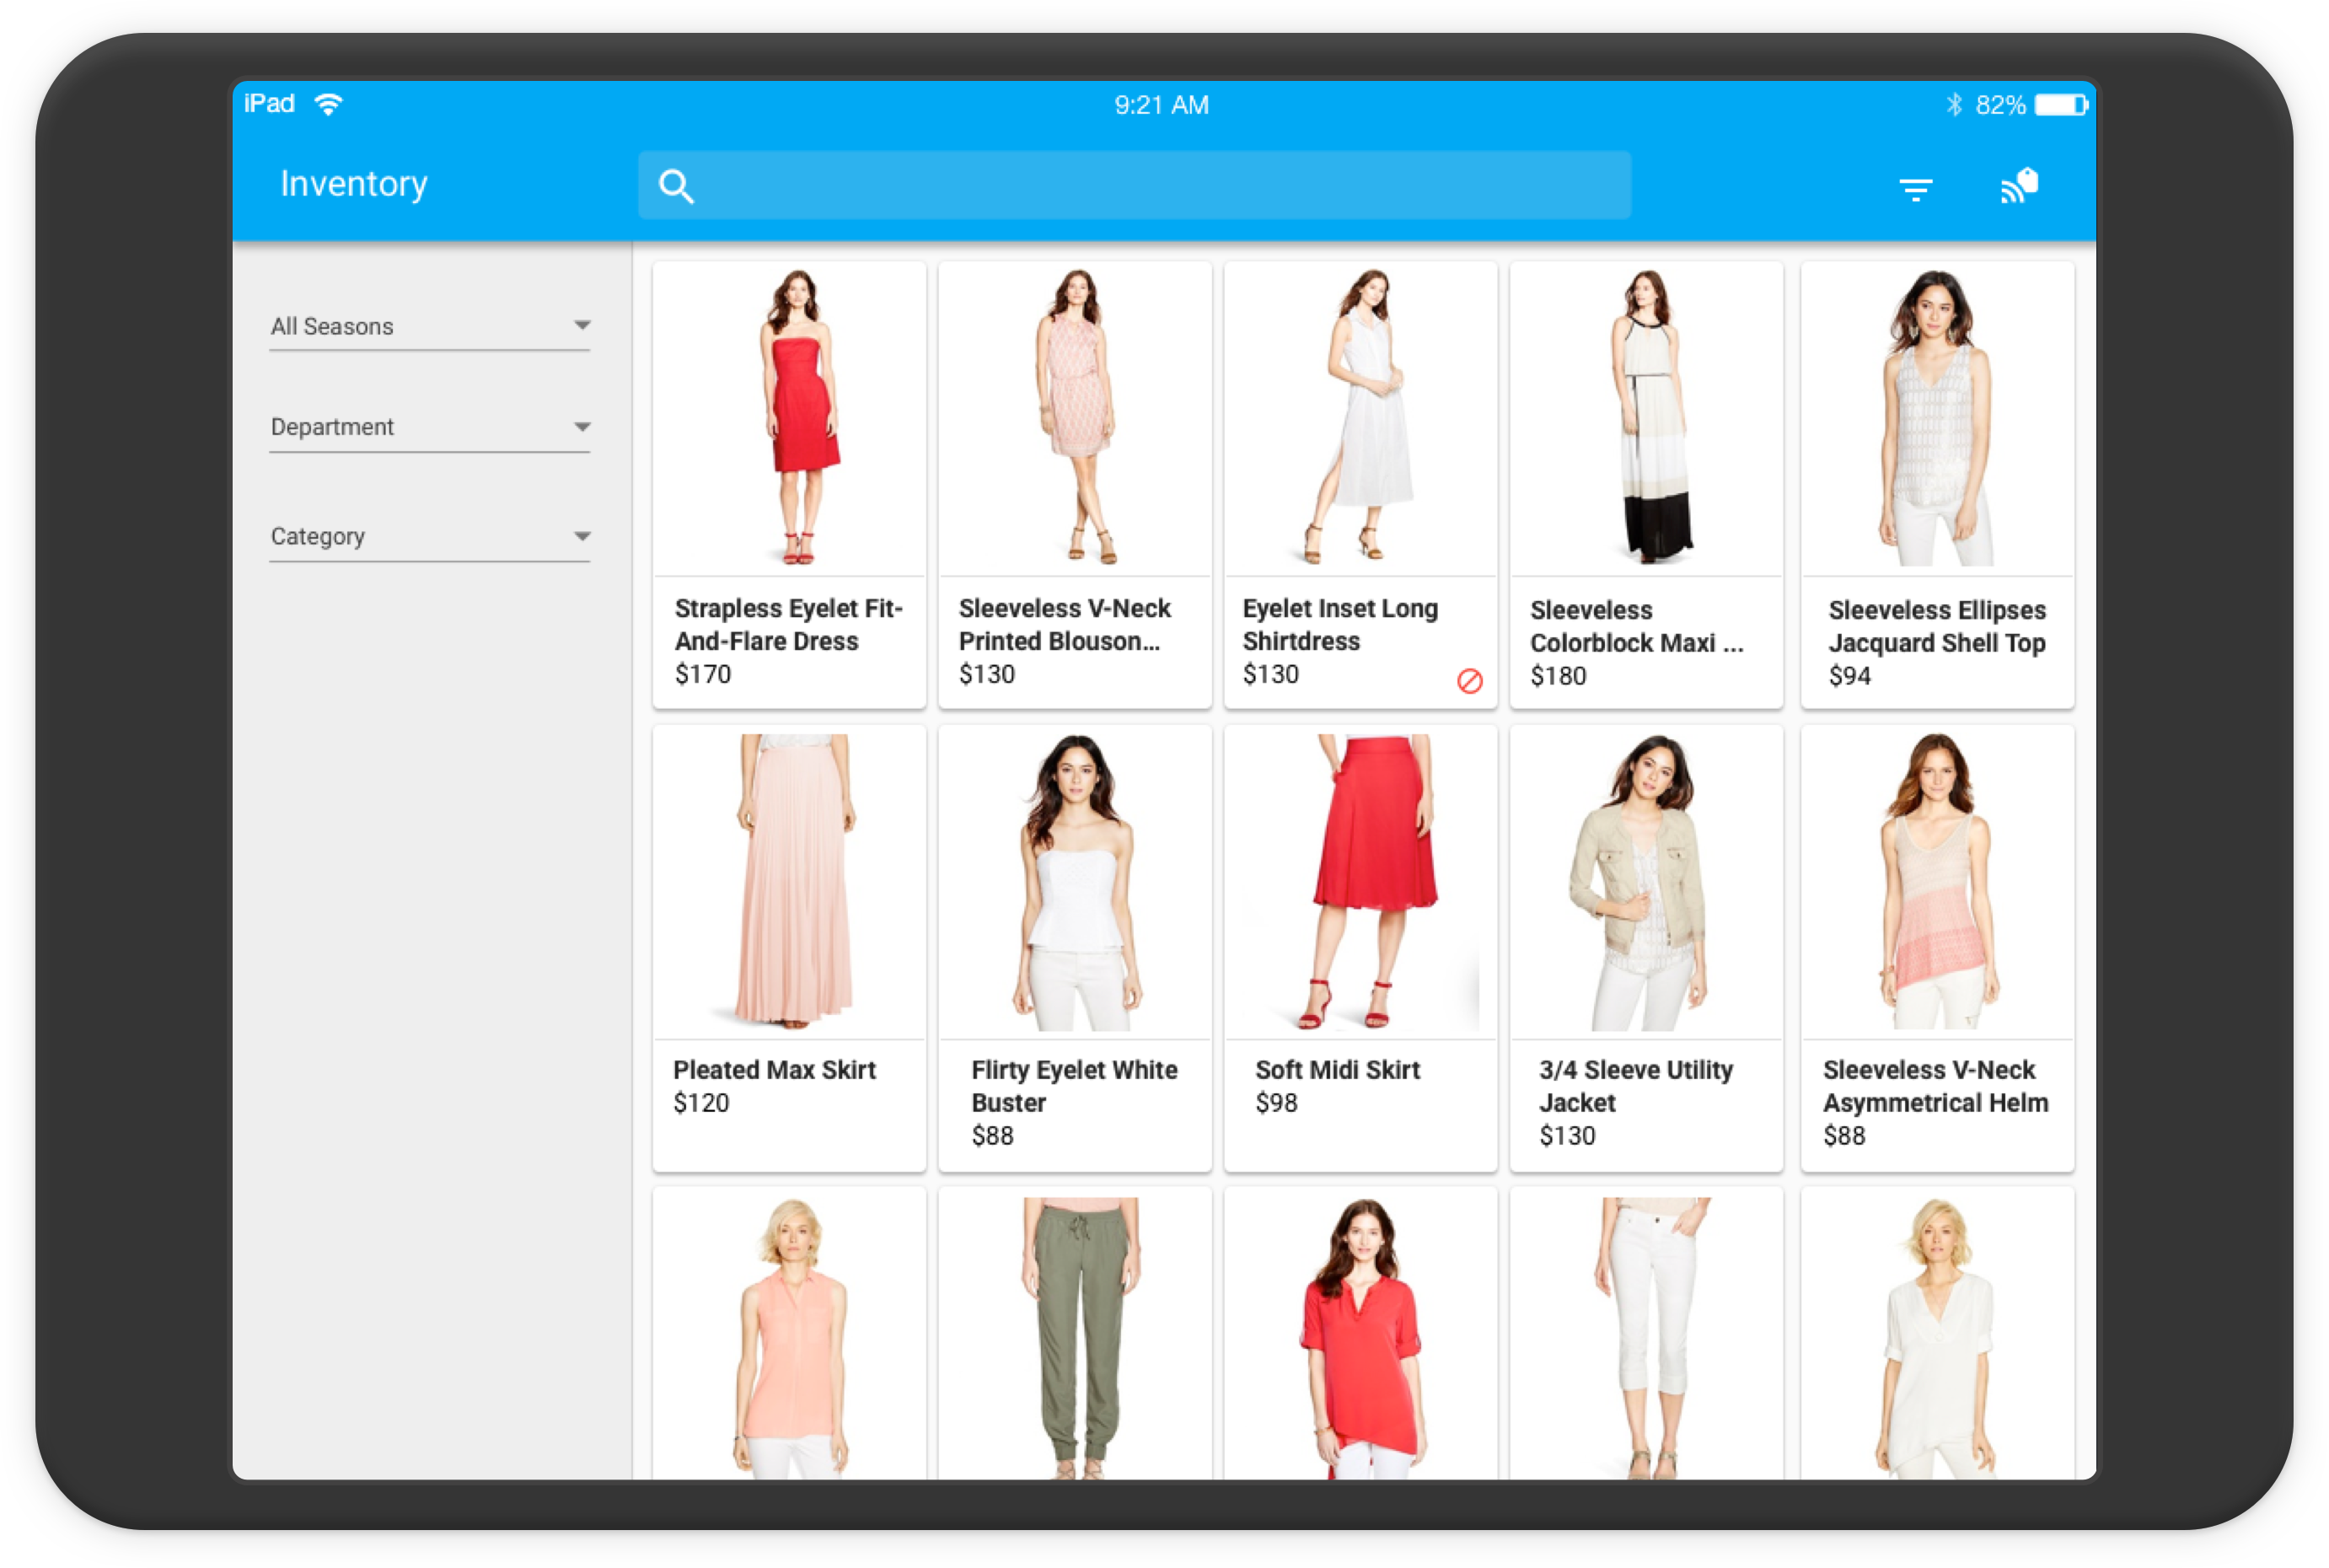 iPad
9:21 AM
82%
Inventory
All Seasons
Department
Category
Strapless Eyelet Fit-
And-Flare Dress
$170
Sleeveless V-Neck
Printed Blouson...
$130
Eyelet Inset Long
Shirtdress
$130
Sleeveless
Colorblock Maxi ...
$180
Sleeveless Ellipses
Jacquard Shell Top
$94
Pleated Max Skirt
$120
Flirty Eyelet White
Buster
$88
Soft Midi Skirt
$98
3/4 Sleeve Utility
Jacket
$130
Sleeveless V-Neck
Asymmetrical Helm
$88